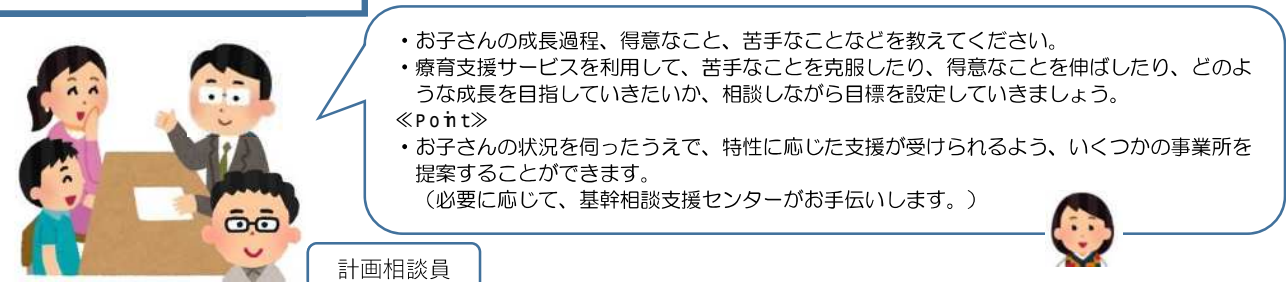 ・お子さんの成長過程、得意なこと、苦手なことなどを教えてください。
・療育支援サービスを利用して、苦手なことを克服したり、得意なことを伸ばしたり、どのよ
うな成長を目指していきたいか、相談しながら目標を設定していきましょう。
≪Point≫
・お子さんの状況を伺ったうえで、特性に応じた支援が受けられるよう、いくつかの事業所を
提案することができます。
（必要に応じて、基幹相談支援センターがお手伝いします。）
計画相談員